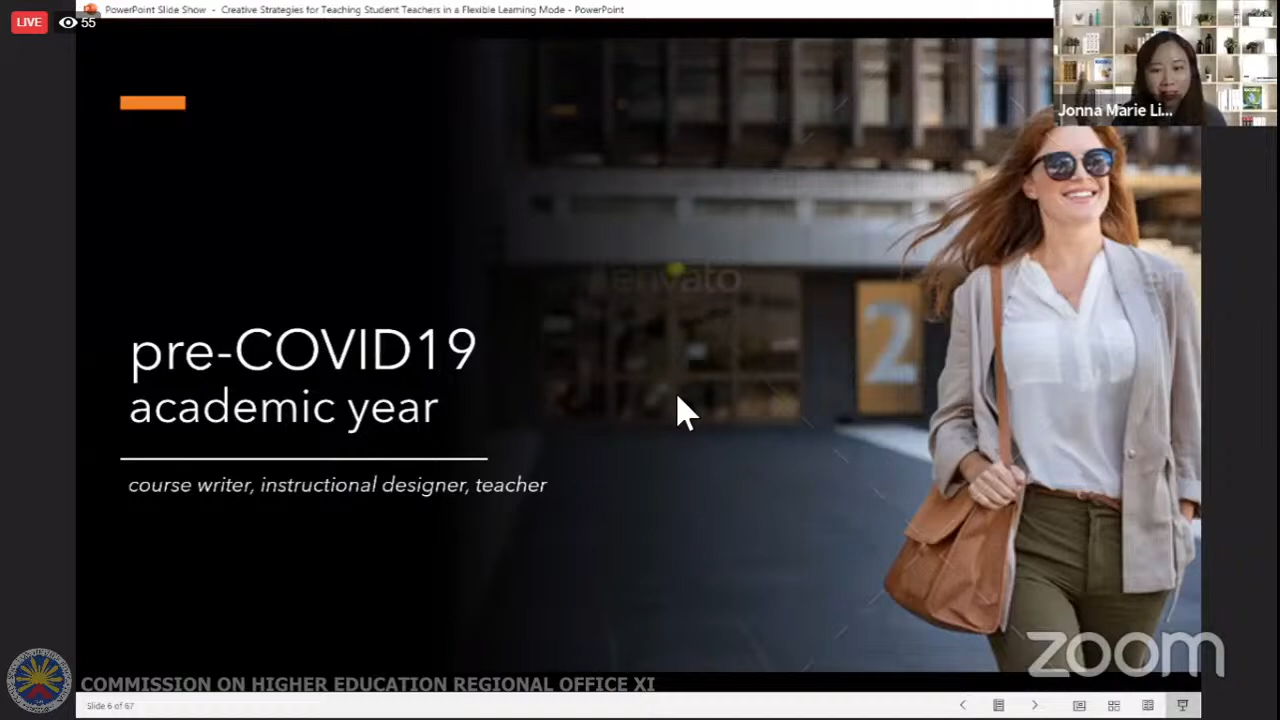 PowerPoint Slide Show - Creative Strategies for Teaching Student Teachers in a Flexible Learning Mode - PowerPoint
LIVE
55
Jonna Marie Li...
envato
2
pre-COVID19
academic year
course writer, instructional designer, teacher
zoom
COMMISSION ON HIGHER EDUCATION REGIONAL OFFICE XI
Slide 6 of 67